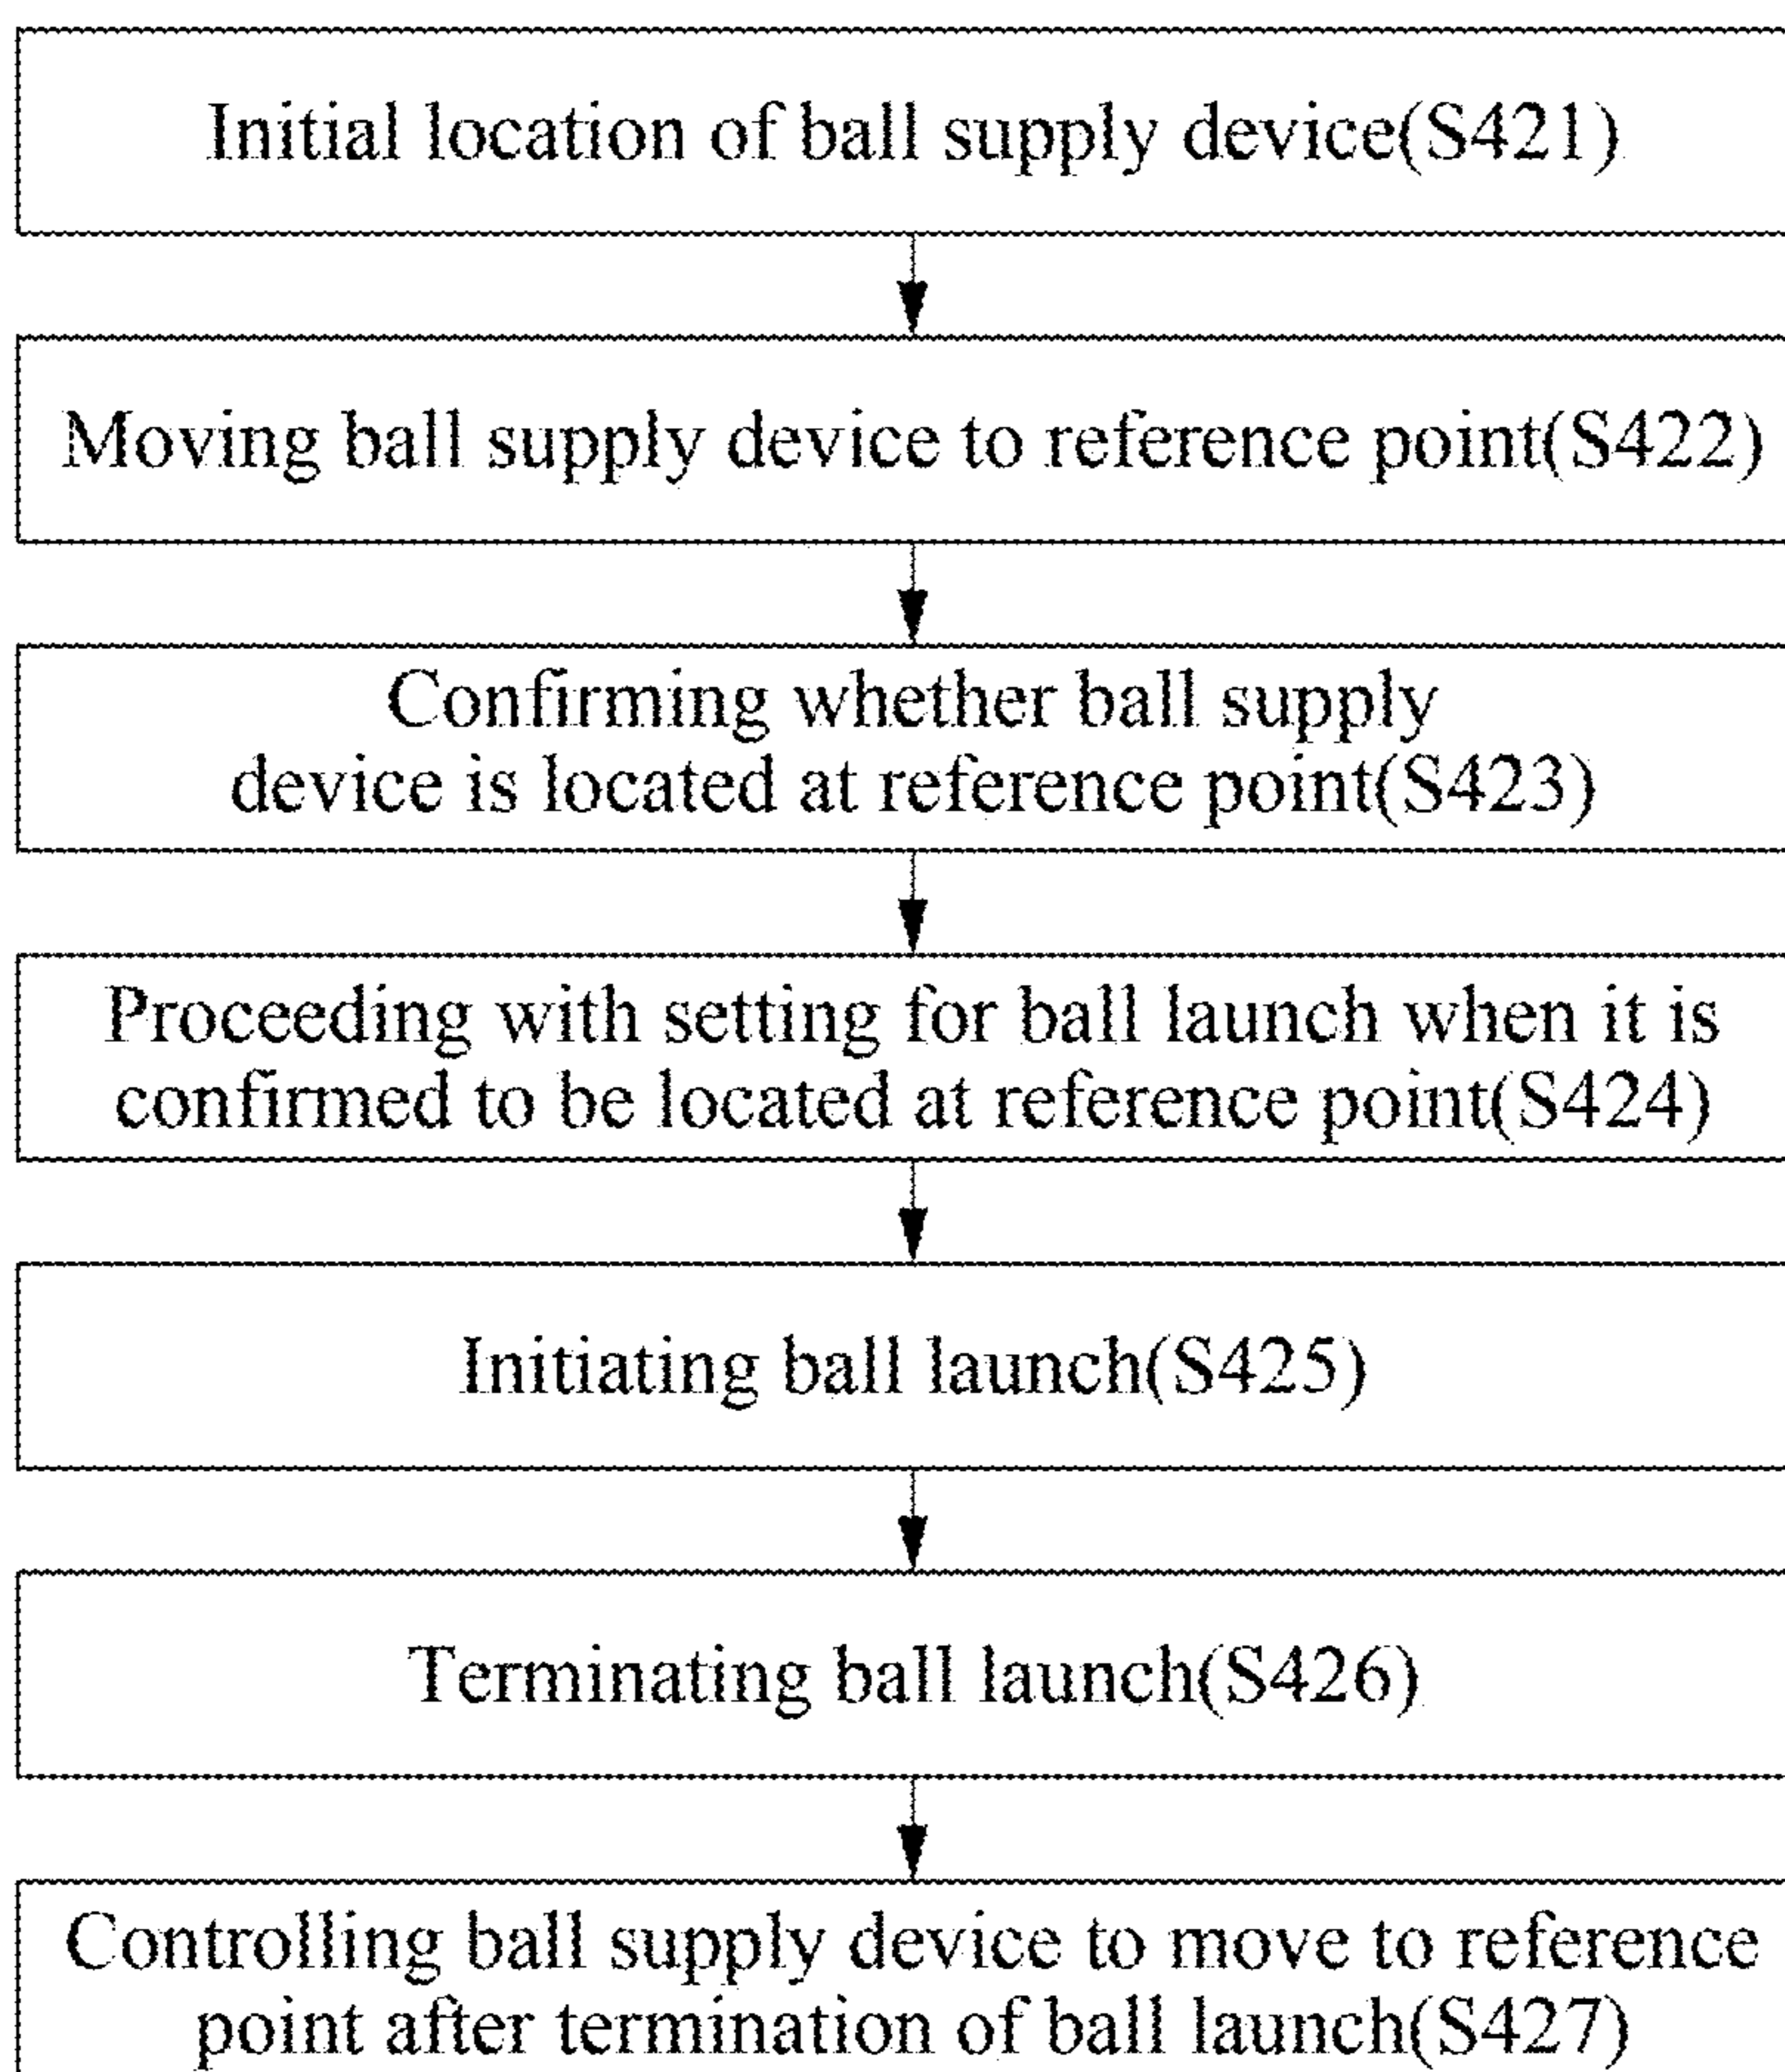 Initial location of ball supply device(S421)
Moving ball supply device to reference point(S422)
Confirming whether ball supply
device is located at reference point(S423)
Proceeding with setting for ball launch when it is
confirmed to be located at reference point(S424)
Initiating ball launch(S425)
Terminating ball launch(S426)
Controlling ball supply device to move to reference
point after termination of ball launch(S427)